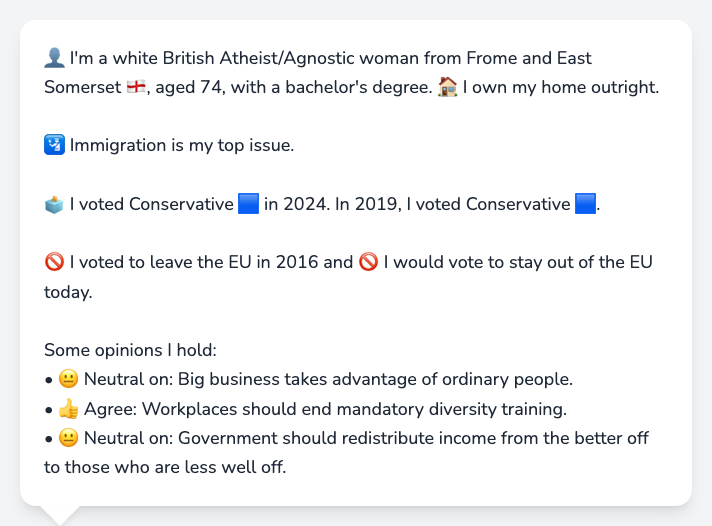 👤 I'm a white British Atheist/Agnostic woman from Frome and East
Somerset 🏴󠁧󠁢󠁥󠁮󠁧󠁿, aged 74, with a bachelor's degree. 🏠 I own my home outright.
🛂 Immigration is my top issue.
🗳️ I voted Conservative 🟦 in 2024. In 2019, I voted Conservative 🟦.
🚫 I voted to leave the EU in 2016 and 🚫 I would vote to stay out of the EU
today.
Some opinions I hold:
• 😐 Neutral on: Big business takes advantage of ordinary people.
• 👍 Agree: Workplaces should end mandatory diversity training.
• 😐 Neutral on: Government should redistribute income from the better off
to those who are less well off.